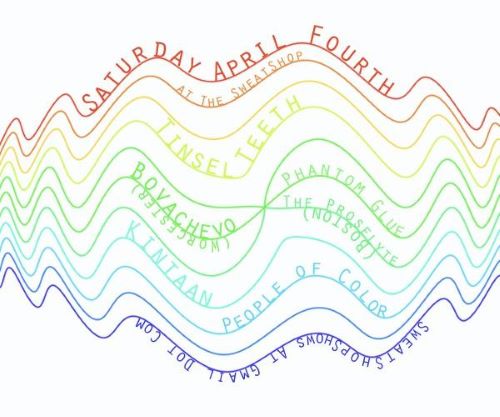 Saturday April Fourth
at The SweatShop
Tinsel Teeth
Bovachevo
(Worcester)
Phantom Glue
The Proselyte
(Boston)
Kintaan
People of Color
SweatShopShows At Gmail Dot Com